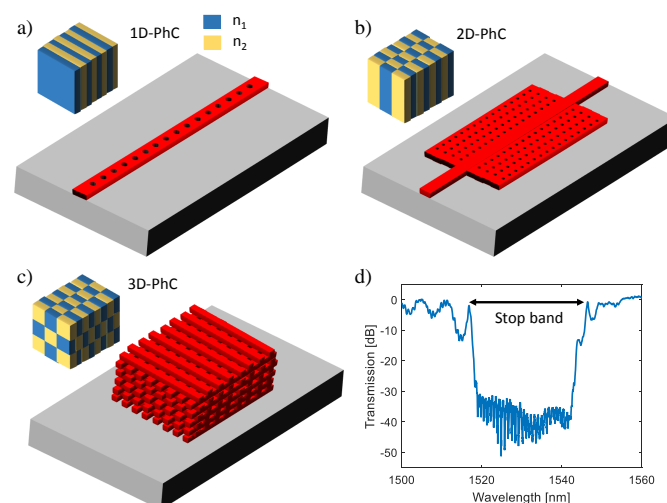 a)
1D-PhC
n1
n2
b)
2D-PhC
c)
3D-PhC
d)
0
-10
-20
-30
-40
-50
Transmission [dB]
Stop band
1500
1520
1540
1560
Wavelength [nm]